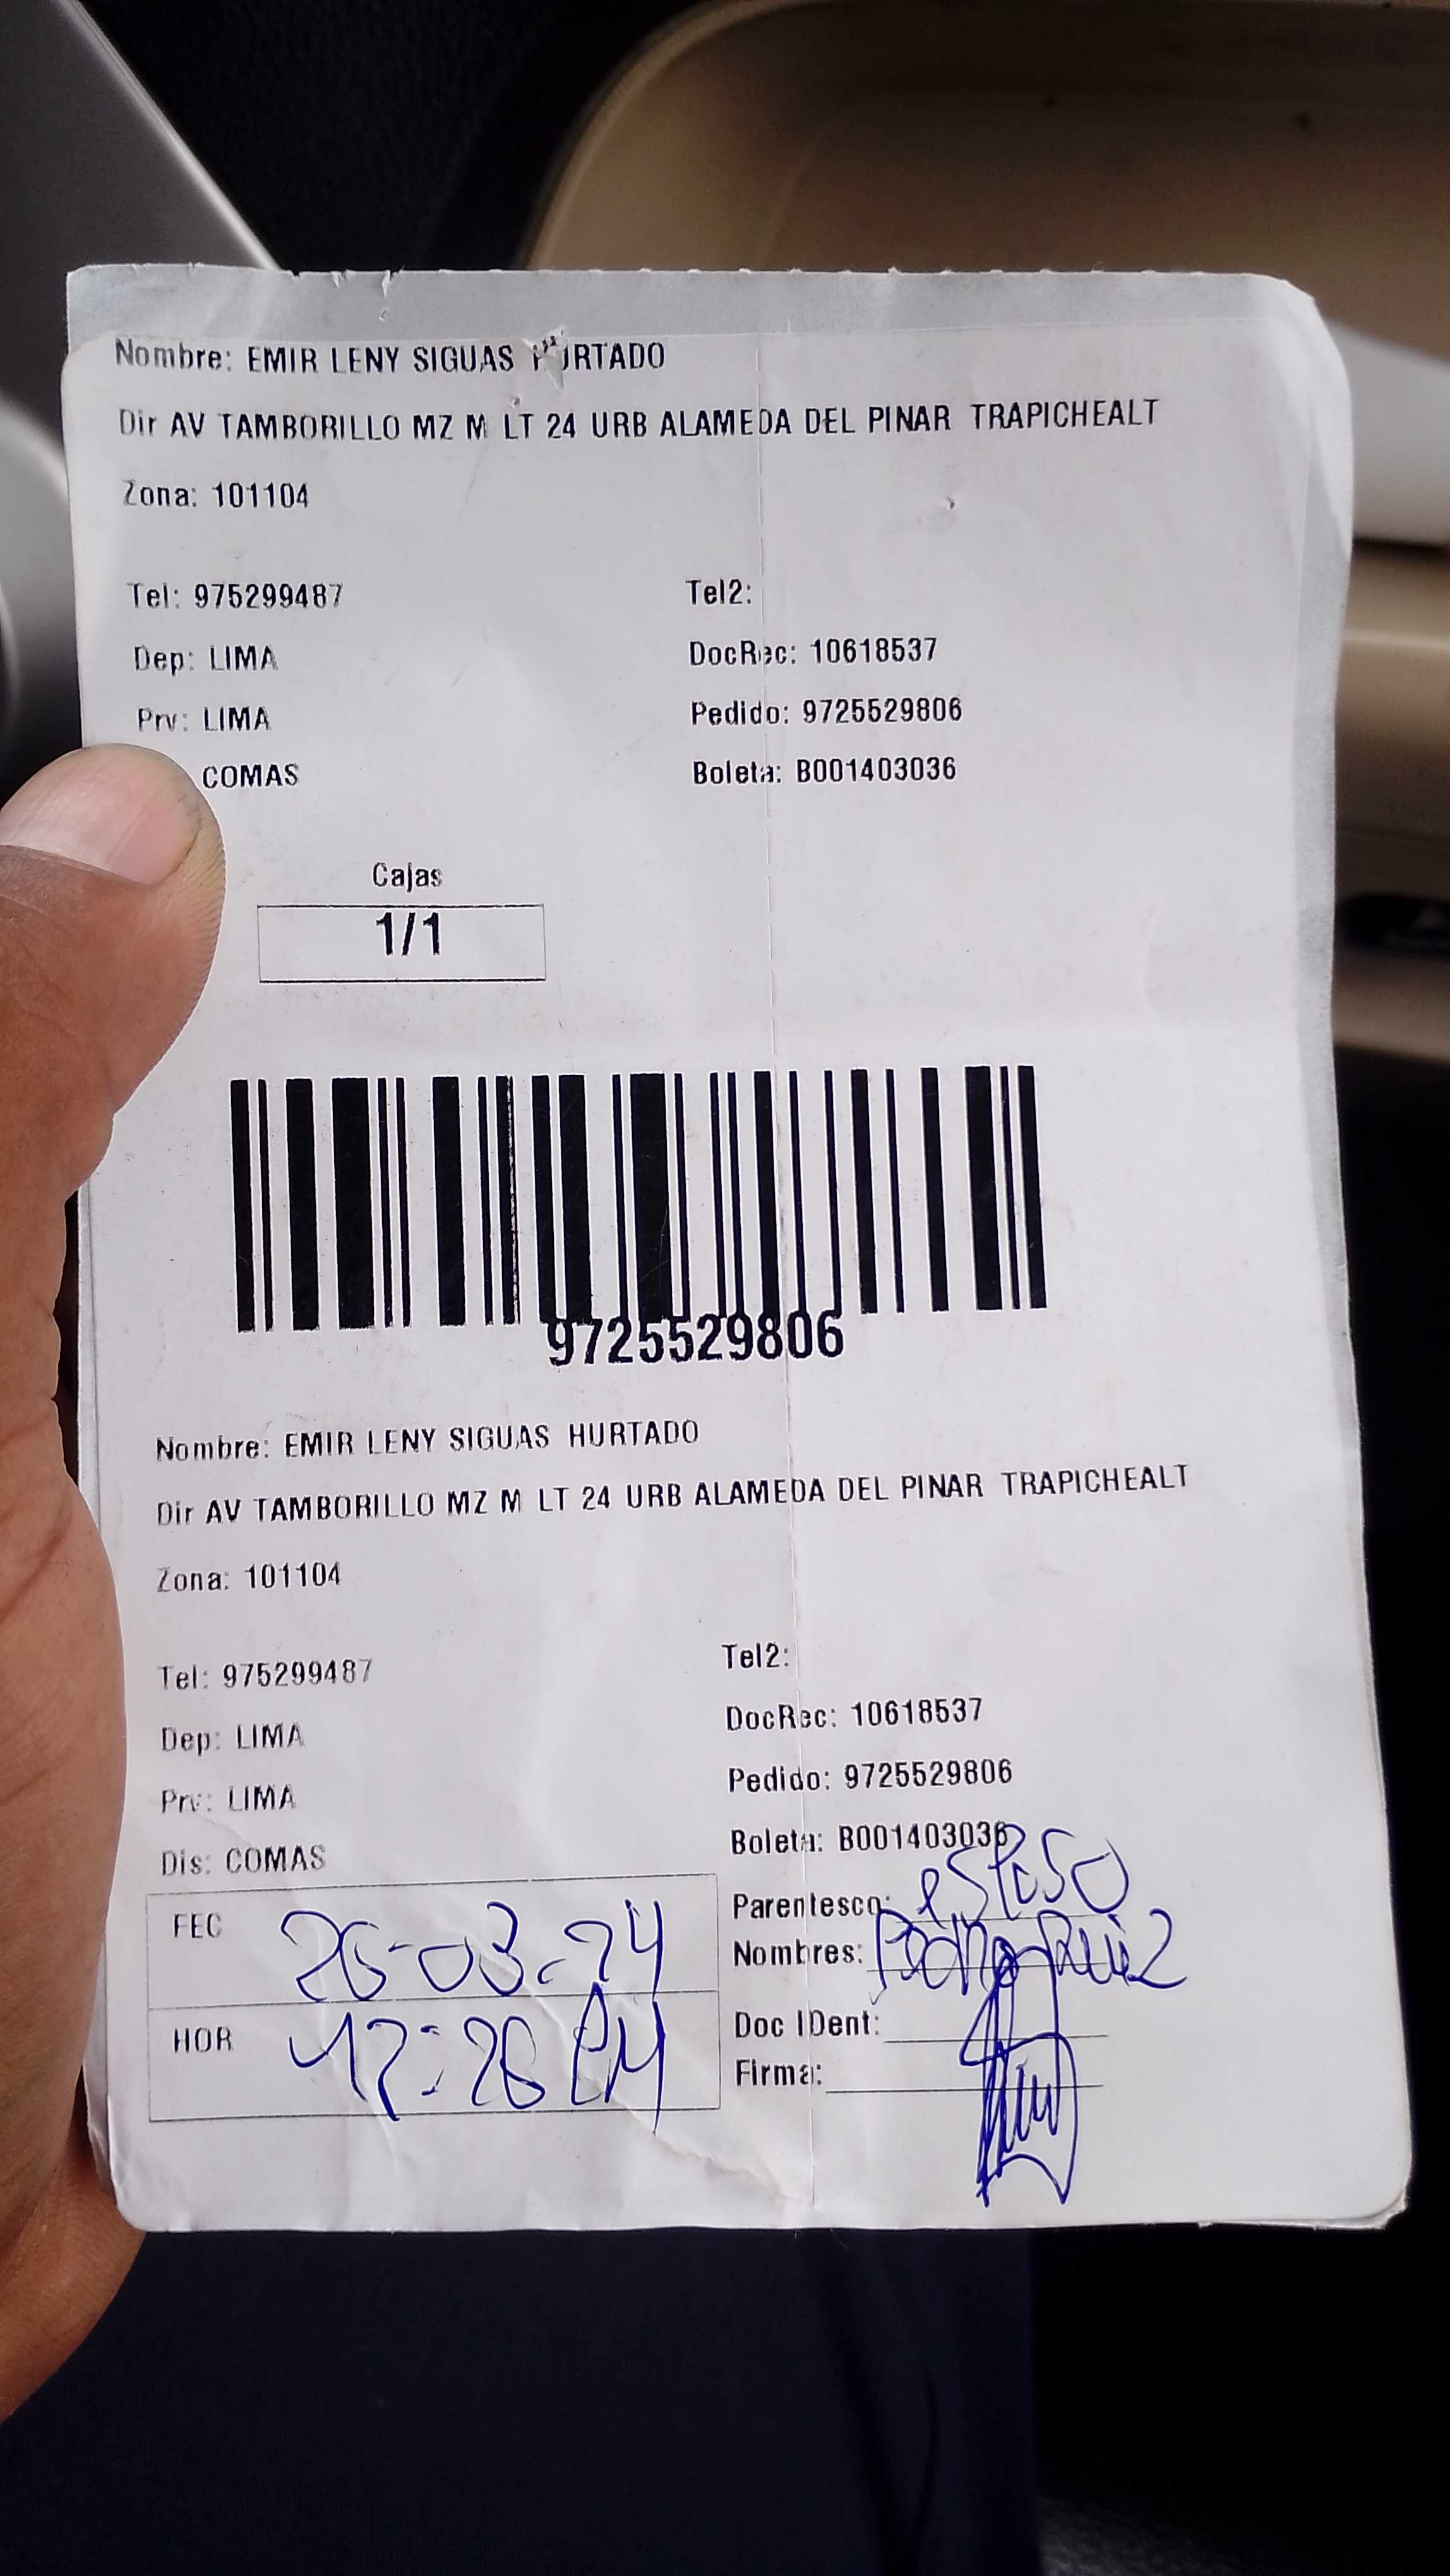 Nombre: EMIR LENY SIGUAS HURTADO
Dir AV TAMBORILLO MZ M LT 24 URB ALAMEDA DEL PINAR TRAPICHEALT
Zona: 101104
Tel: 975299487 Tel2:
Dep: LIMA DocRec: 10618537
Prv: LIMA Pedido: 9725529806
COMAS Boleta: B001403036
Cajas
1/1
9725529806
Nombre: EMIR LENY SIGUAS HURTADO
Dir AV TAMBORILLO MZ M LT 24 URB ALAMEDA DEL PINAR TRAPICHEALT
Zona: 101104
Tel: 975299487 Tel2:
Dep: LIMA DocRec: 10618537
Prv: LIMA Pedido: 9725529806
Dis: COMAS Boleta: B001403036
Parentesco: esposo
FEC 26-03-24
Nombres: Ruiz
HOR 12:26 PM
Doc IDent:
Firma: